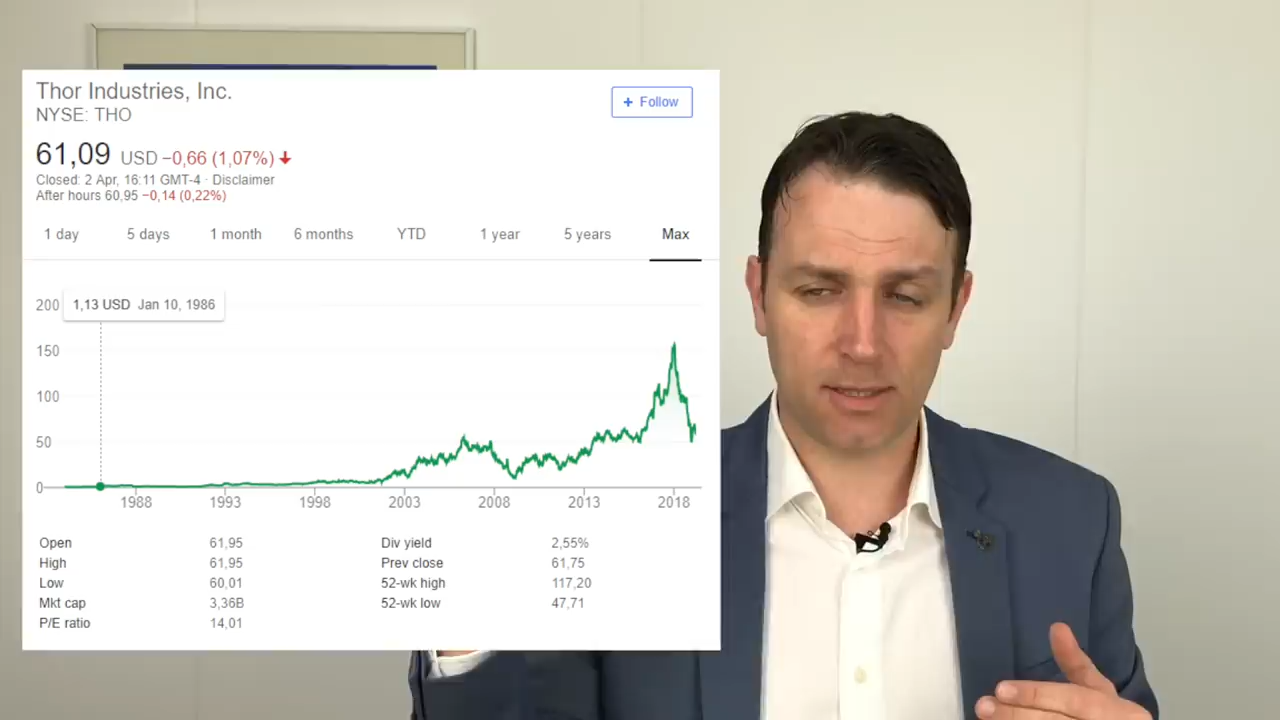 Thor Industries, Inc.
NYSE: THO
+ Follow
61,09 USD −0,66 (1,07%)
Closed: 2 Apr, 16:11 GMT-4 · Disclaimer
After hours 60,95 −0,14 (0,22%)
1 day 5 days 1 month 6 months YTD 1 year 5 years Max
200
1,13 USD Jan 10, 1986
150
100
50
0
1988 1993 1998 2003 2008 2013 2018
Open 61,95 Div yield 2,55%
High 61,95 Prev close 61,75
Low 60,01 52-wk high 117,20
Mkt cap 3,36B 52-wk low 47,71
P/E ratio 14,01